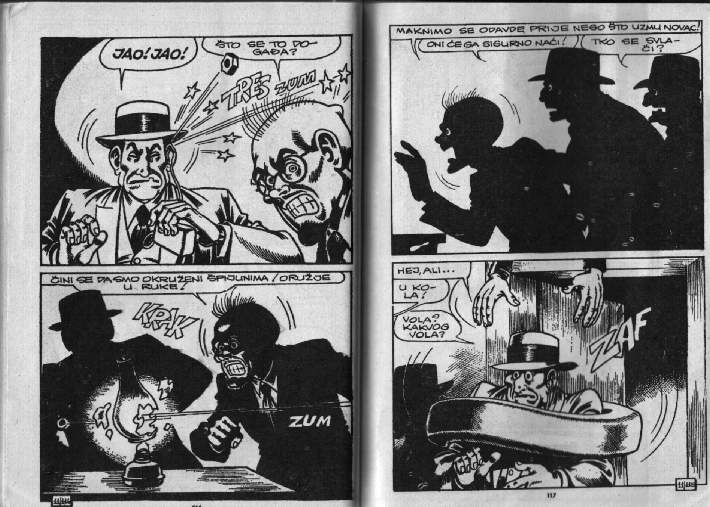 JAO! JAO!
ŠTO SE TO DO-
GAĐA?
TRES
ZUM
ČINI SE DA SMO OKRUŽENI ŠPIJUNIMA! ORUŽJE
U RUKE!
KRAK
ZUM
MAKNIMO SE ODAVDE PRIJE NEGO ŠTO UZMU NOVAC!
ONI ĆE GA SIGURNO NAĆI!
TKO SE SVLA-
ČI?
HEJ, ALI...
U KO-
LA!
VOLA?
KAKVOG
VOLA?
ZAF
117